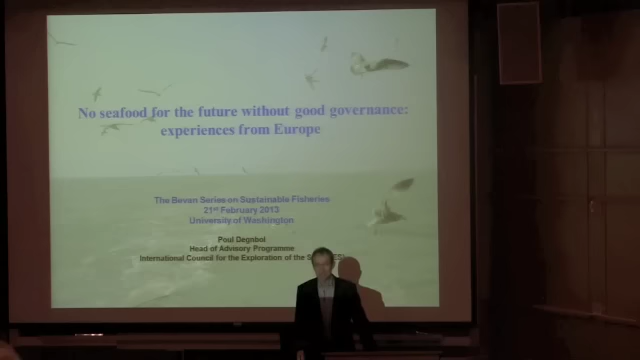 No seafood for the future without good governance:
experiences from Europe
The Bevan Series on Sustainable Fisheries
21st February 2013
University of Washington
Poul Degnbol
Head of Advisory Programme
International Council for the Exploration of the